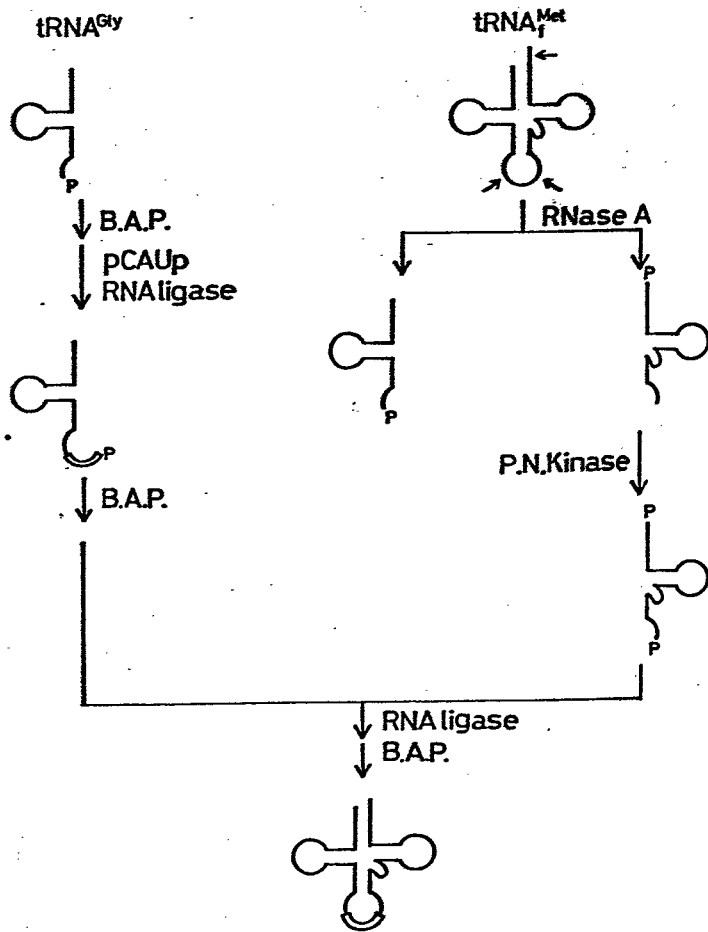 tRNAGly
tRNAfMet
P
B.A.P.
pCAUp
RNA ligase
RNase A
P
P
P
B.A.P.
P.N.Kinase
P
P
RNA ligase
B.A.P.